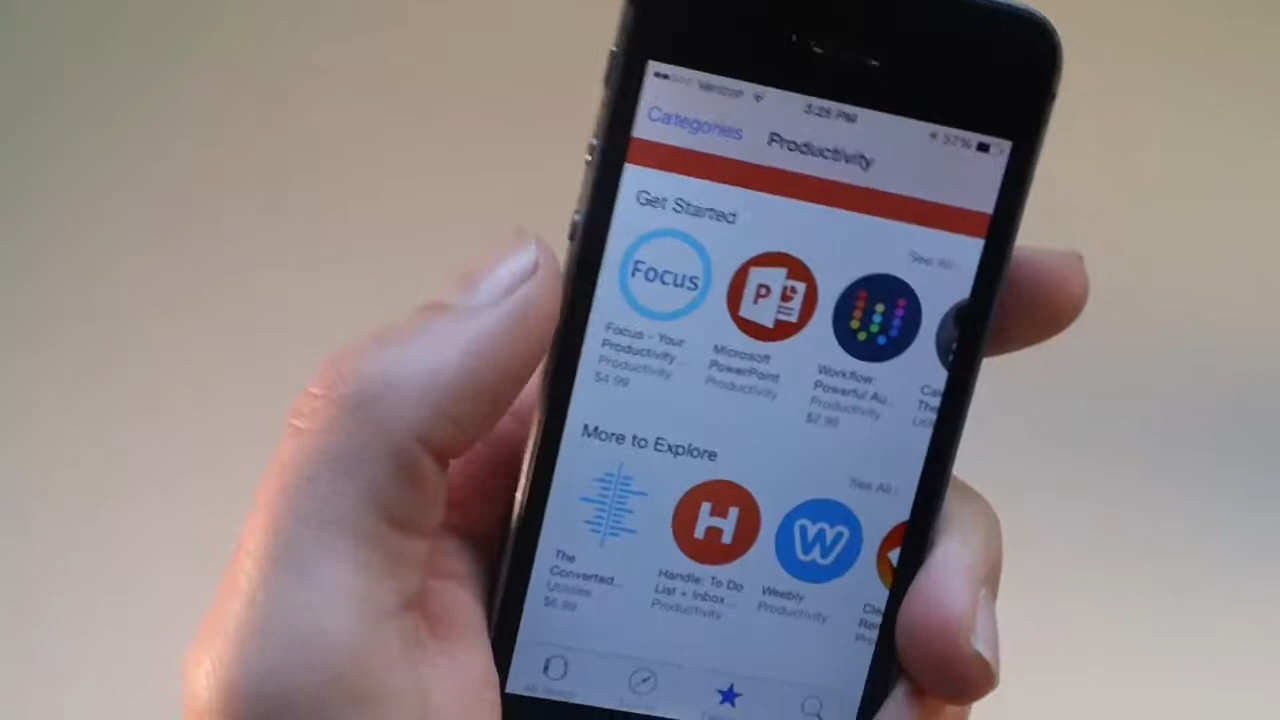 Verizon 3:25 PM 57%
Categories Productivity
Get Started
See All
Focus
P
Focus - Your
Productivity...
Productivity
$4.99
Microsoft
PowerPoint
Productivity
Workflow:
Powerful Au...
Productivity
$2.99
More to Explore
See All
The
Converted...
Utilities
$6.99
H
Handle: To Do
List + Inbox...
Productivity
W
Weebly
Productivity